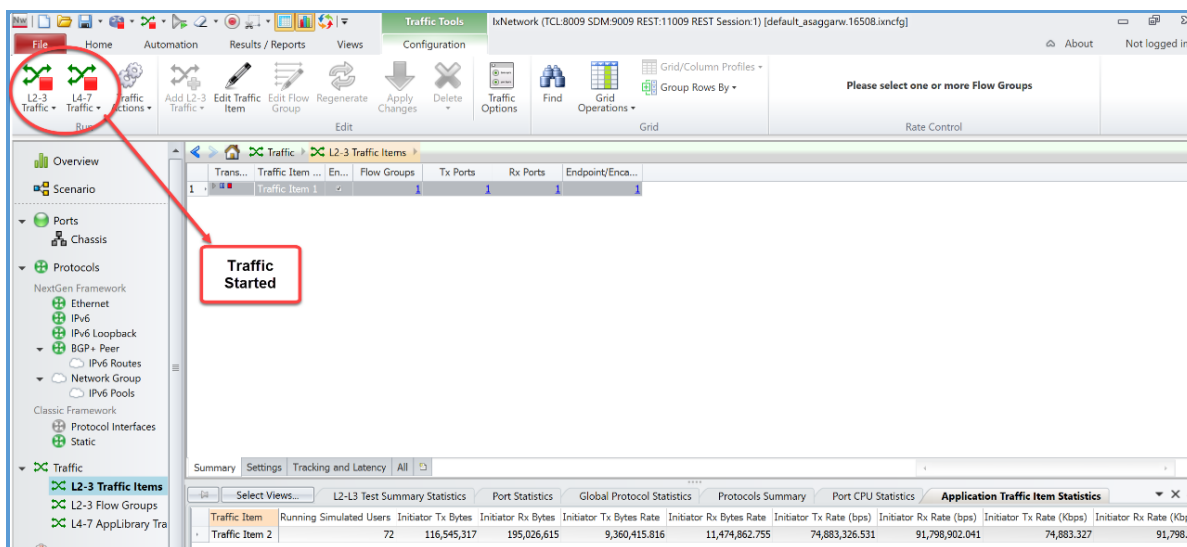 Nw Traffic Tools IxNetwork (TCL:8009 SDM:9009 REST:11009 REST Session:1) [default_asaggarw.16508.ixncfg]
File Home Automation Results / Reports Views Configuration About Not logged in
L2-3 Traffic
L4-7 Traffic
Traffic Actions
Add L2-3 Traffic
Edit Traffic Item
Edit Flow Group
Regenerate
Apply Changes
Delete
Traffic Options
Find
Grid Operations
Grid/Column Profiles
Group Rows By
Please select one or more Flow Groups
Run Edit Grid Rate Control
Overview
Scenario
Ports
Chassis
Protocols
NextGen Framework
Ethernet
IPv6
IPv6 Loopback
BGP+ Peer
IPv6 Routes
Network Group
IPv6 Pools
Classic Framework
Protocol Interfaces
Static
Traffic
L2-3 Traffic Items
L2-3 Flow Groups
L4-7 AppLibrary Tra
Traffic L2-3 Traffic Items
Trans... Traffic Item ... En... Flow Groups Tx Ports Rx Ports Endpoint/Enca...
1 Traffic Item 1 1 1 1 1
Traffic
Started
Summary Settings Tracking and Latency All
Select Views... L2-L3 Test Summary Statistics Port Statistics Global Protocol Statistics Protocols Summary Port CPU Statistics Application Traffic Item Statistics
Traffic Item Running Simulated Users Initiator Tx Bytes Initiator Rx Bytes Initiator Tx Bytes Rate Initiator Rx Bytes Rate Initiator Tx Rate (bps) Initiator Rx Rate (bps) Initiator Tx Rate (Kbps) Initiator Rx Rate (Kbp
Traffic Item 2 72 116,545,317 195,026,615 9,360,415.816 11,474,862.755 74,883,326.531 91,798,902.041 74,883.327 91,798.